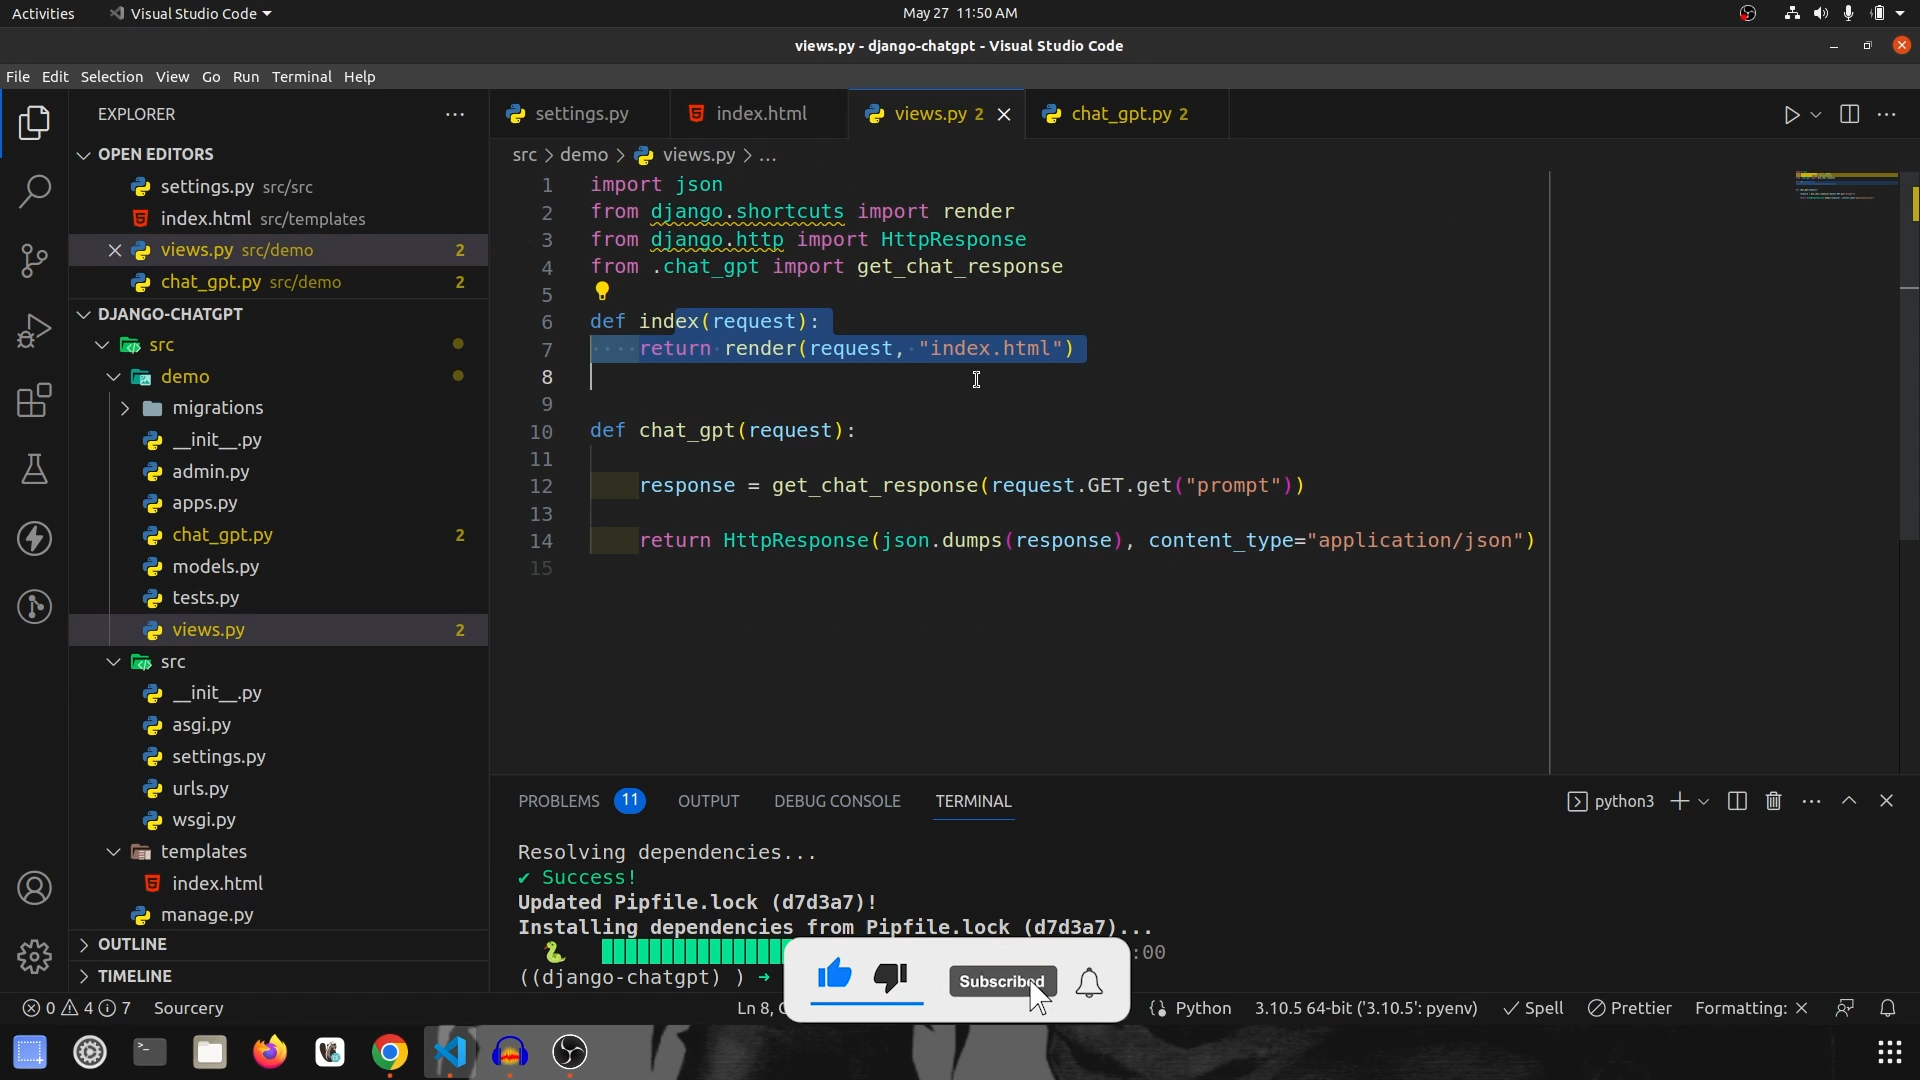 Activities
Visual Studio Code
May 27 11:50 AM
views.py - django-chatgpt - Visual Studio Code
File Edit Selection View Go Run Terminal Help
EXPLORER
OPEN EDITORS
settings.py src/src
index.html src/templates
views.py src/demo 2
chat_gpt.py src/demo 2
DJANGO-CHATGPT
src
demo
migrations
__init__.py
admin.py
apps.py
chat_gpt.py 2
models.py
tests.py
views.py 2
src
__init__.py
asgi.py
settings.py
urls.py
wsgi.py
templates
index.html
manage.py
OUTLINE
TIMELINE
settings.py
index.html
views.py 2
chat_gpt.py 2
src > demo > views.py > ...
1 import json
2 from django.shortcuts import render
3 from django.http import HttpResponse
4 from .chat_gpt import get_chat_response
5
6 def index(request):
7 ····return·render(request,·"index.html")
8
9
10 def chat_gpt(request):
11
12 response = get_chat_response(request.GET.get("prompt"))
13
14 return HttpResponse(json.dumps(response), content_type="application/json")
15
PROBLEMS 11 OUTPUT DEBUG CONSOLE TERMINAL
python3
Resolving dependencies...
✔ Success!
Updated Pipfile.lock (d7d3a7)!
Installing dependencies from Pipfile.lock (d7d3a7)...
:00
((django-chatgpt) ) ➜
Subscribed
0 4 7 Sourcery
Ln 8,
Python
3.10.5 64-bit ('3.10.5': pyenv)
Spell
Prettier
Formatting: ×